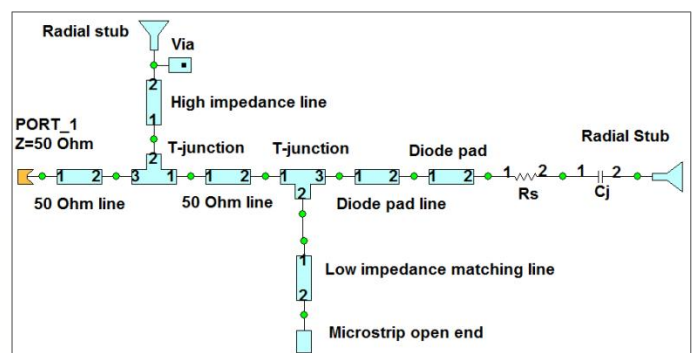 Radial stub
Via
2
1
High impedance line
PORT_1
Z=50 Ohm
T-junction
T-junction
Diode pad
Radial Stub
2
1 2
3 1
1 2
1 3
1 2
1 2
1 2
1 2
50 Ohm line
50 Ohm line
2
Diode pad line
Rs
Cj
1
2
Low impedance matching line
Microstrip open end